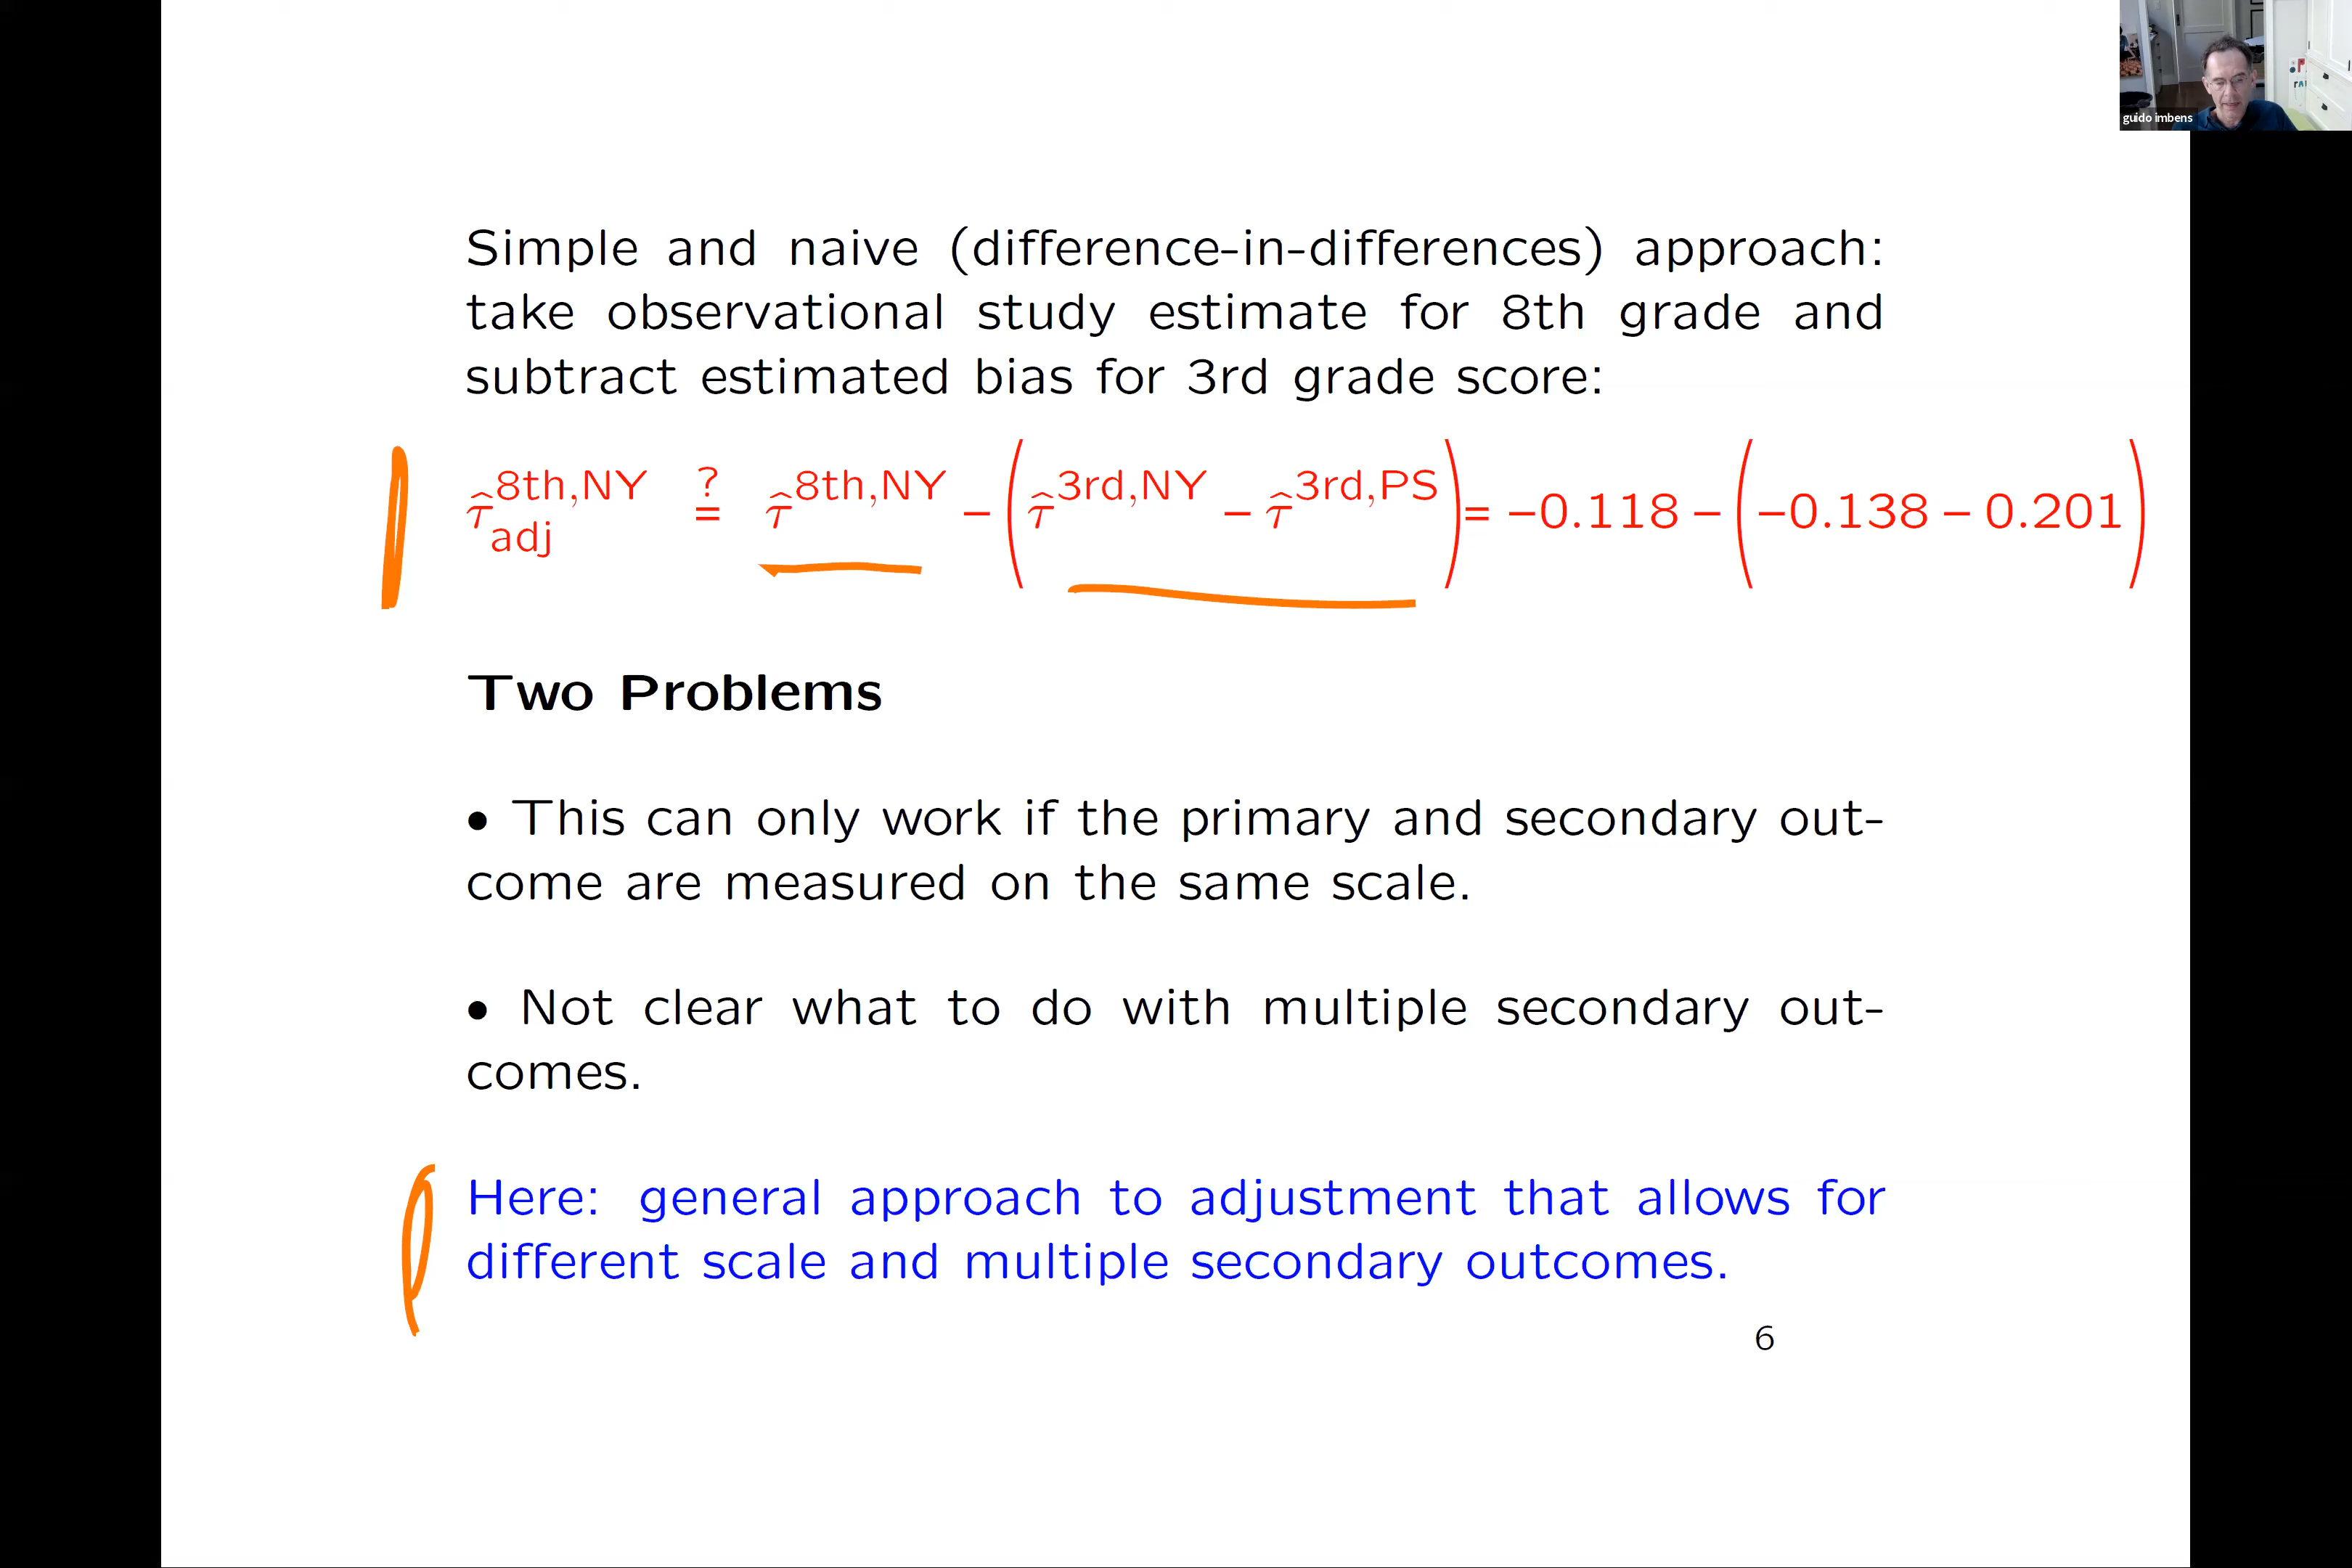 guido imbens
Simple and naive (difference-in-differences) approach:
take observational study estimate for 8th grade and
subtract estimated bias for 3rd grade score:
τ̂_adj^{8th,NY} =^? τ̂^{8th,NY} − (τ̂^{3rd,NY} − τ̂^{3rd,PS}) = −0.118 − (−0.138 − 0.201)
Two Problems
• This can only work if the primary and secondary out-
come are measured on the same scale.
• Not clear what to do with multiple secondary out-
comes.
Here: general approach to adjustment that allows for
different scale and multiple secondary outcomes.
6